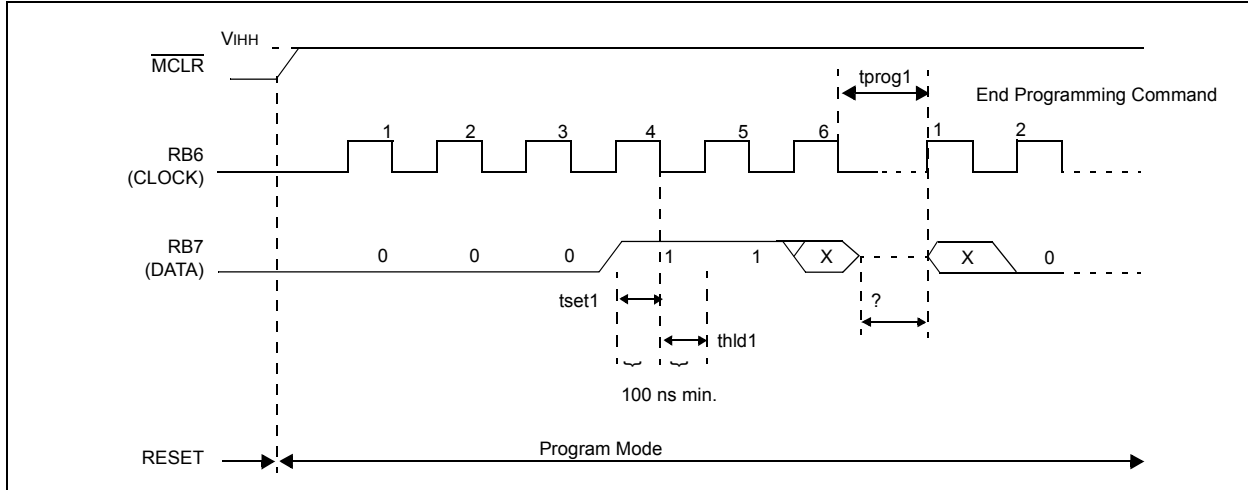 VIHH
MCLR
tprog1
End Programming Command
1 2 3 4 5 6 1 2
RB6
(CLOCK)
RB7
(DATA)
0 0 0 1 1 X X 0
tset1
?
thld1
100 ns min.
RESET
Program Mode